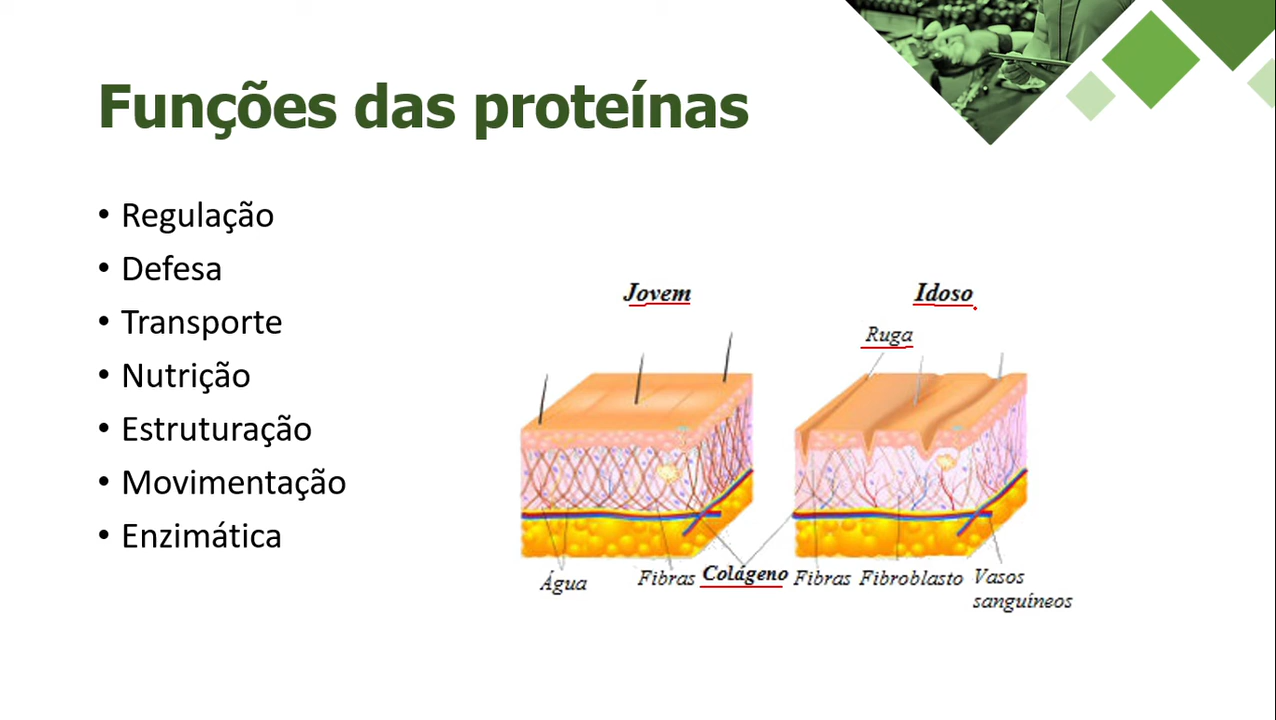 Funções das proteínas
• Regulação
• Defesa
• Transporte
• Nutrição
• Estruturação
• Movimentação
• Enzimática
Jovem
Idoso
Ruga
Água
Fibras
Colágeno
Fibras
Fibroblasto
Vasos
sanguíneos